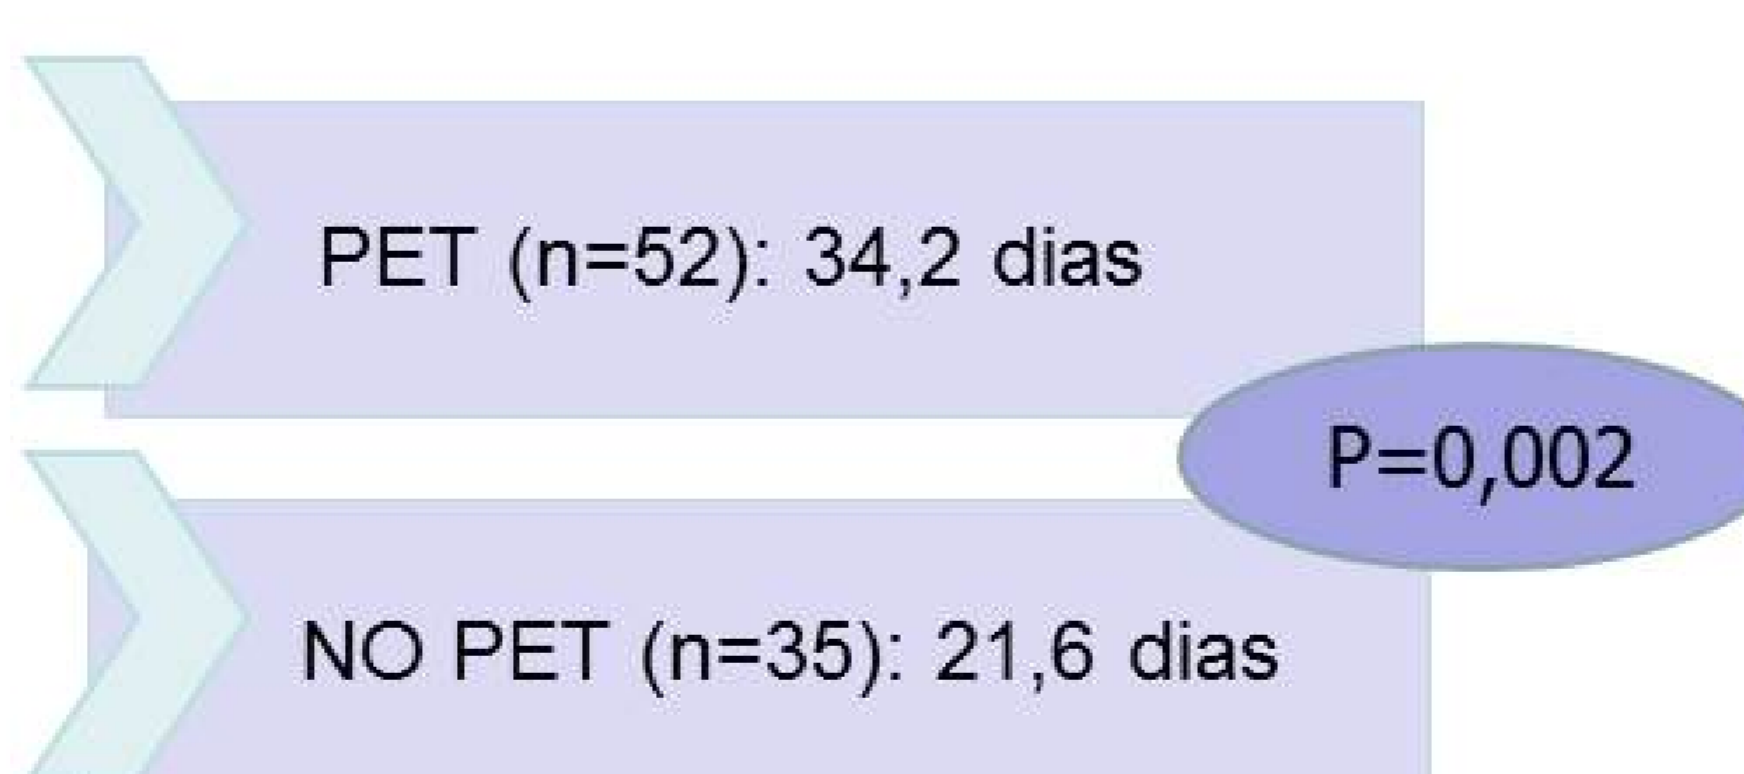 PET (n=52): 34,2 dias
P=0,002
NO PET (n=35): 21,6 dias